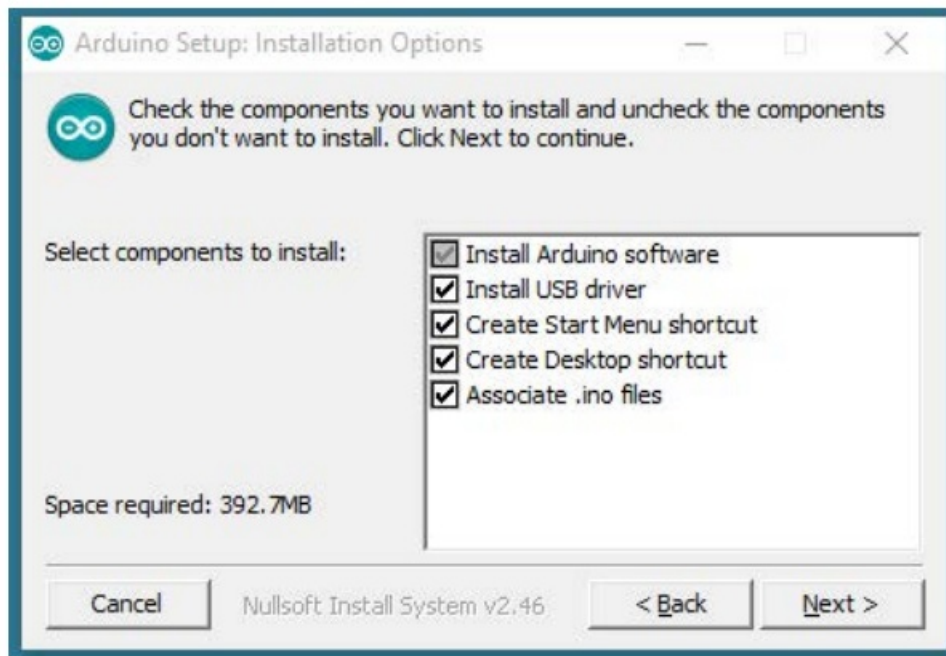 Arduino Setup: Installation Options
Check the components you want to install and uncheck the components
you don't want to install. Click Next to continue.
Select components to install:
Install Arduino software
Install USB driver
Create Start Menu shortcut
Create Desktop shortcut
Associate .ino files
Space required: 392.7MB
Cancel
Nullsoft Install System v2.46
< Back
Next >